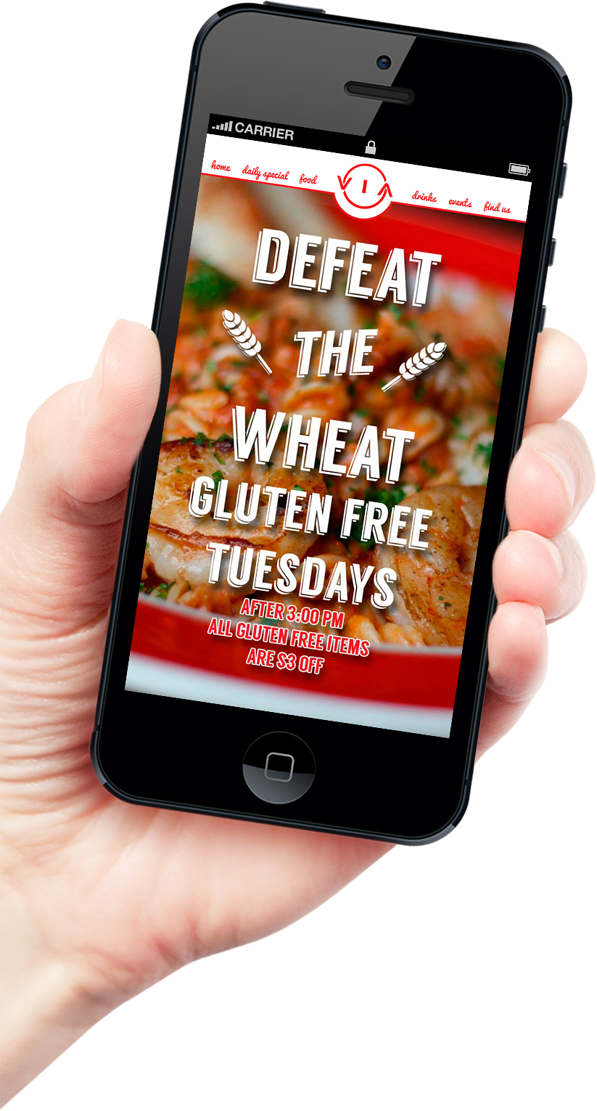 CARRIER
home daily special food VIA drinks events find us
DEFEAT
THE
WHEAT
GLUTEN FREE
TUESDAYS
AFTER 3:00 PM
ALL GLUTEN FREE ITEMS
ARE $3 OFF